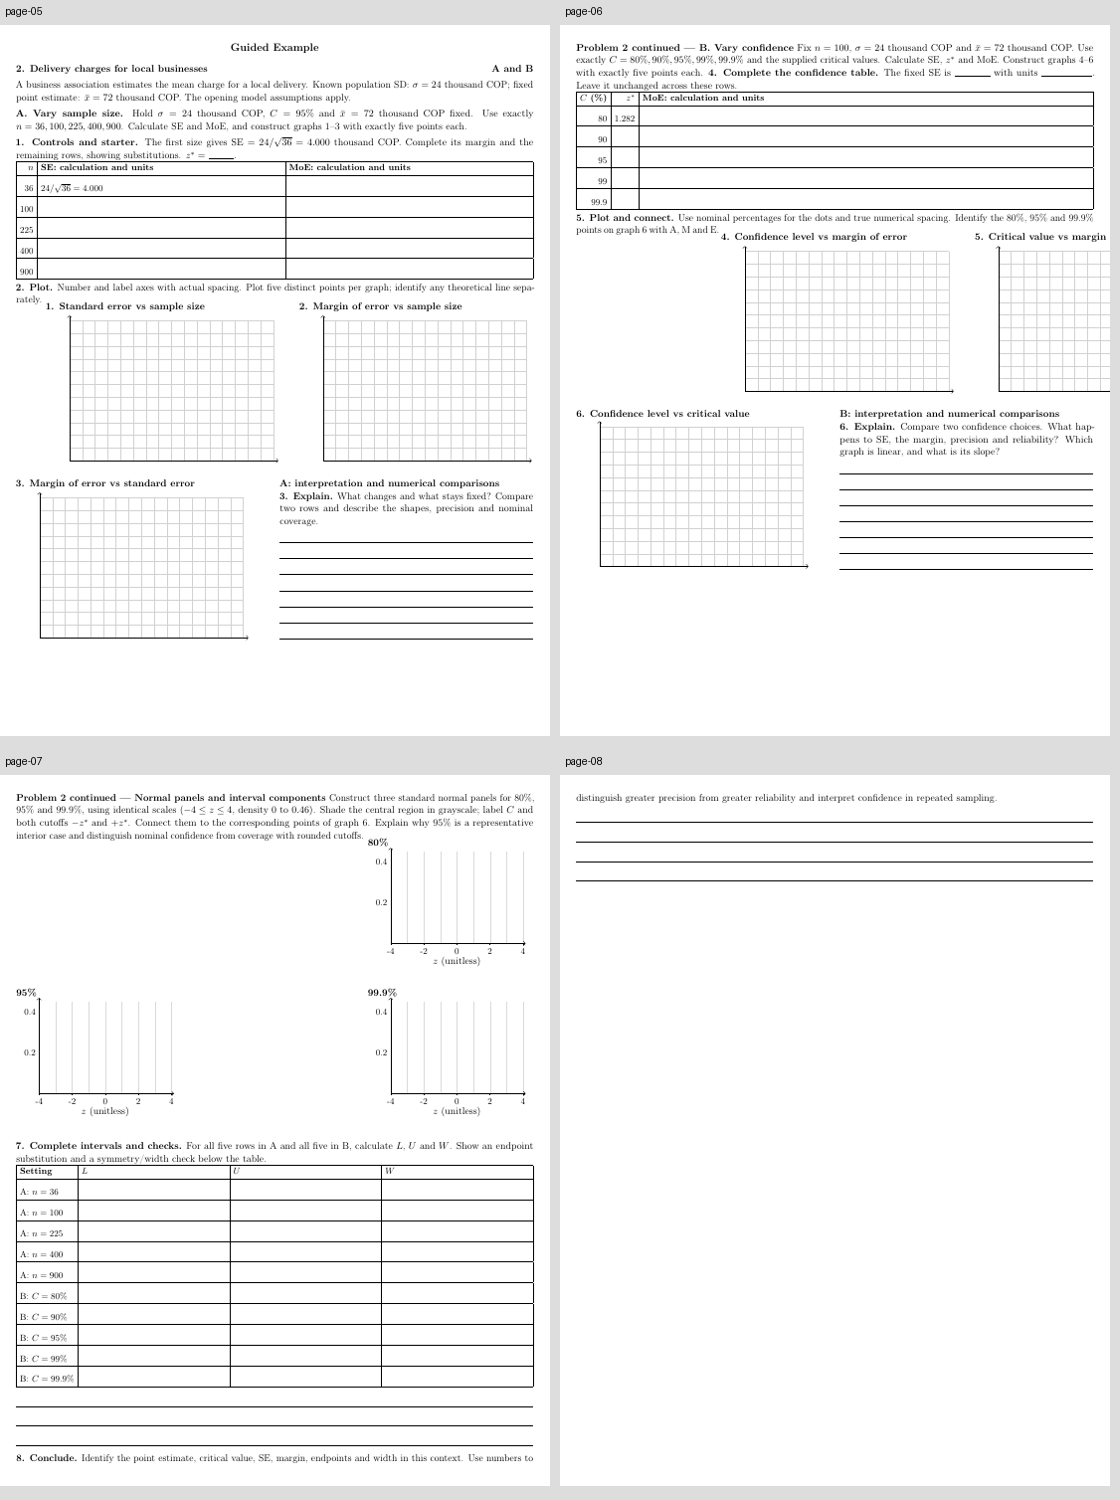 page-05
Guided Example
2. Delivery charges for local businesses A and B
A business association estimates the mean charge for a local delivery. Known population SD: σ = 24 thousand COP; fixed
point estimate: x̄ = 72 thousand COP. The opening model assumptions apply.
A. Vary sample size. Hold σ = 24 thousand COP, C = 95% and x̄ = 72 thousand COP fixed. Use exactly
n = 36, 100, 225, 400, 900. Calculate SE and MoE, and construct graphs 1–3 with exactly five points each.
1. Controls and starter. The first size gives SE = 24/√36 = 4.000 thousand COP. Complete its margin and the
remaining rows, showing substitutions. z* = _____.
n SE: calculation and units MoE: calculation and units
36 24/√36 = 4.000
100
225
400
900
2. Plot. Number and label axes with actual spacing. Plot five distinct points per graph; identify any theoretical line sepa-
rately.
1. Standard error vs sample size 2. Margin of error vs sample size
3. Margin of error vs standard error
A: interpretation and numerical comparisons
3. Explain. What changes and what stays fixed? Compare
two rows and describe the shapes, precision and nominal
coverage.
page-06
Problem 2 continued — B. Vary confidence Fix n = 100, σ = 24 thousand COP and x̄ = 72 thousand COP. Use
exactly C = 80%, 90%, 95%, 99%, 99.9% and the supplied critical values. Calculate SE, z* and MoE. Construct graphs 4–6
with exactly five points each. 4. Complete the confidence table. The fixed SE is _______ with units _________.
Leave it unchanged across these rows.
C (%) z* MoE: calculation and units
80 1.282
90
95
99
99.9
5. Plot and connect. Use nominal percentages for the dots and true numerical spacing. Identify the 80%, 95% and 99.9%
points on graph 6 with A, M and E.
4. Confidence level vs margin of error 5. Critical value vs margin
6. Confidence level vs critical value
B: interpretation and numerical comparisons
6. Explain. Compare two confidence choices. What hap-
pens to SE, the margin, precision and reliability? Which
graph is linear, and what is its slope?
page-07
Problem 2 continued — Normal panels and interval components Construct three standard normal panels for 80%,
95% and 99.9%, using identical scales (−4 ≤ z ≤ 4, density 0 to 0.46). Shade the central region in grayscale; label C and
both cutoffs −z* and +z*. Connect them to the corresponding points of graph 6. Explain why 95% is a representative
interior case and distinguish nominal confidence from coverage with rounded cutoffs.
80%
0.4
0.2
-4 -2 0 2 4
z (unitless)
95%
0.4
0.2
-4 -2 0 2 4
z (unitless)
99.9%
0.4
0.2
-4 -2 0 2 4
z (unitless)
7. Complete intervals and checks. For all five rows in A and all five in B, calculate L, U and W. Show an endpoint
substitution and a symmetry/width check below the table.
Setting L U W
A: n = 36
A: n = 100
A: n = 225
A: n = 400
A: n = 900
B: C = 80%
B: C = 90%
B: C = 95%
B: C = 99%
B: C = 99.9%
8. Conclude. Identify the point estimate, critical value, SE, margin, endpoints and width in this context. Use numbers to
page-08
distinguish greater precision from greater reliability and interpret confidence in repeated sampling.